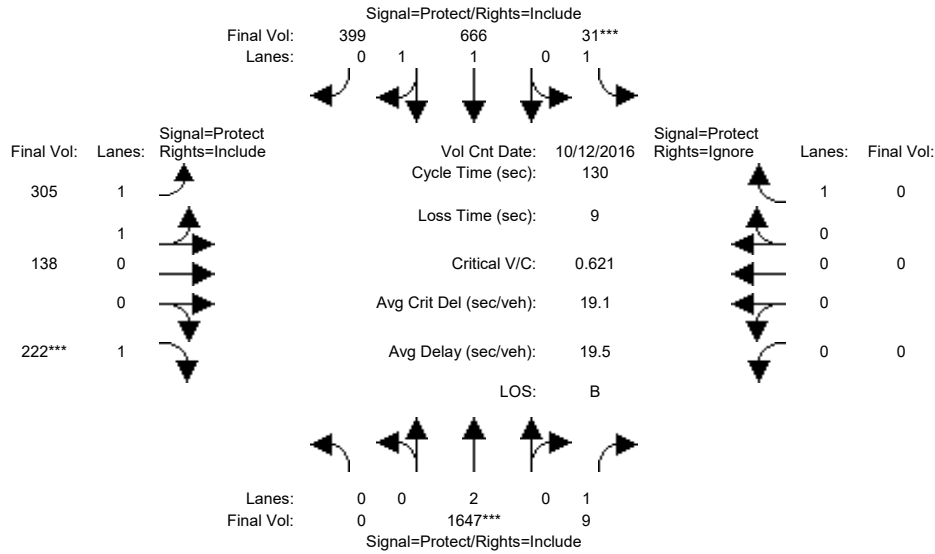 Signal=Protect/Rights=Include
Final Vol: 399 666 31***
Lanes: 0 1 1 0 1
Signal=Protect
Final Vol: Lanes: Rights=Include
Vol Cnt Date: 10/12/2016
Signal=Protect
Rights=Ignore Lanes: Final Vol:
Cycle Time (sec): 130
305 1 1 0
Loss Time (sec): 9
1 0
138 0 Critical V/C: 0.621 0 0
0 Avg Crit Del (sec/veh): 19.1 0
222*** 1 Avg Delay (sec/veh): 19.5 0 0
LOS: B
Lanes: 0 0 2 0 1
Final Vol: 0 1647*** 9
Signal=Protect/Rights=Include